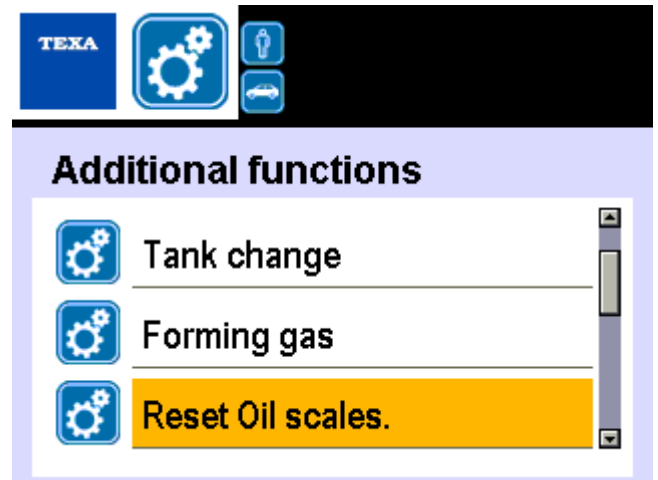 TEXA
Additional functions
Tank change
Forming gas
Reset Oil scales.